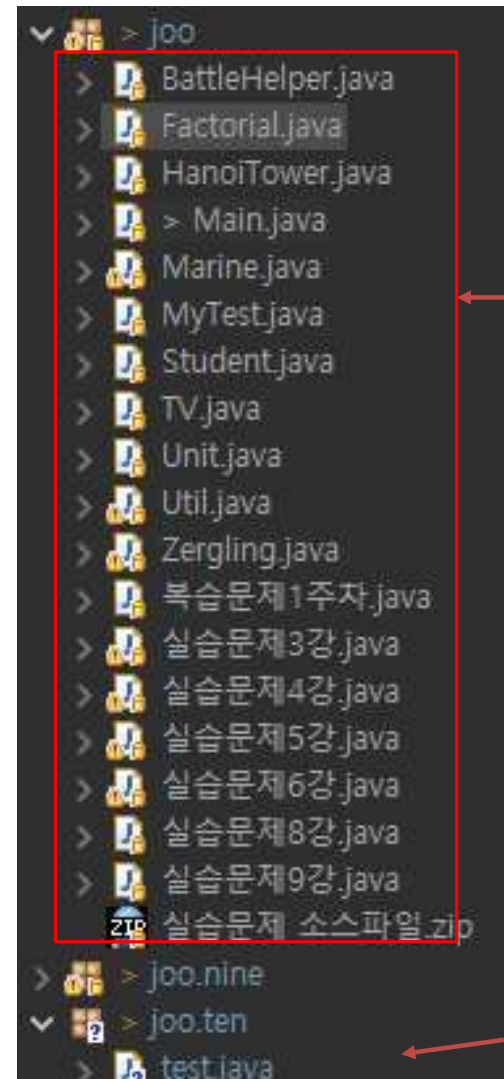 > joo
BattleHelper.java
Factorial.java
HanoiTower.java
> Main.java
Marine.java
MyTest.java
Student.java
TV.java
Unit.java
Util.java
Zergling.java
복습문제1주차.java
실습문제3강.java
실습문제4강.java
실습문제5강.java
실습문제6강.java
실습문제8강.java
실습문제9강.java
ZIP 실습문제 소스파일.zip
> joo.nine
> joo.ten
test.java